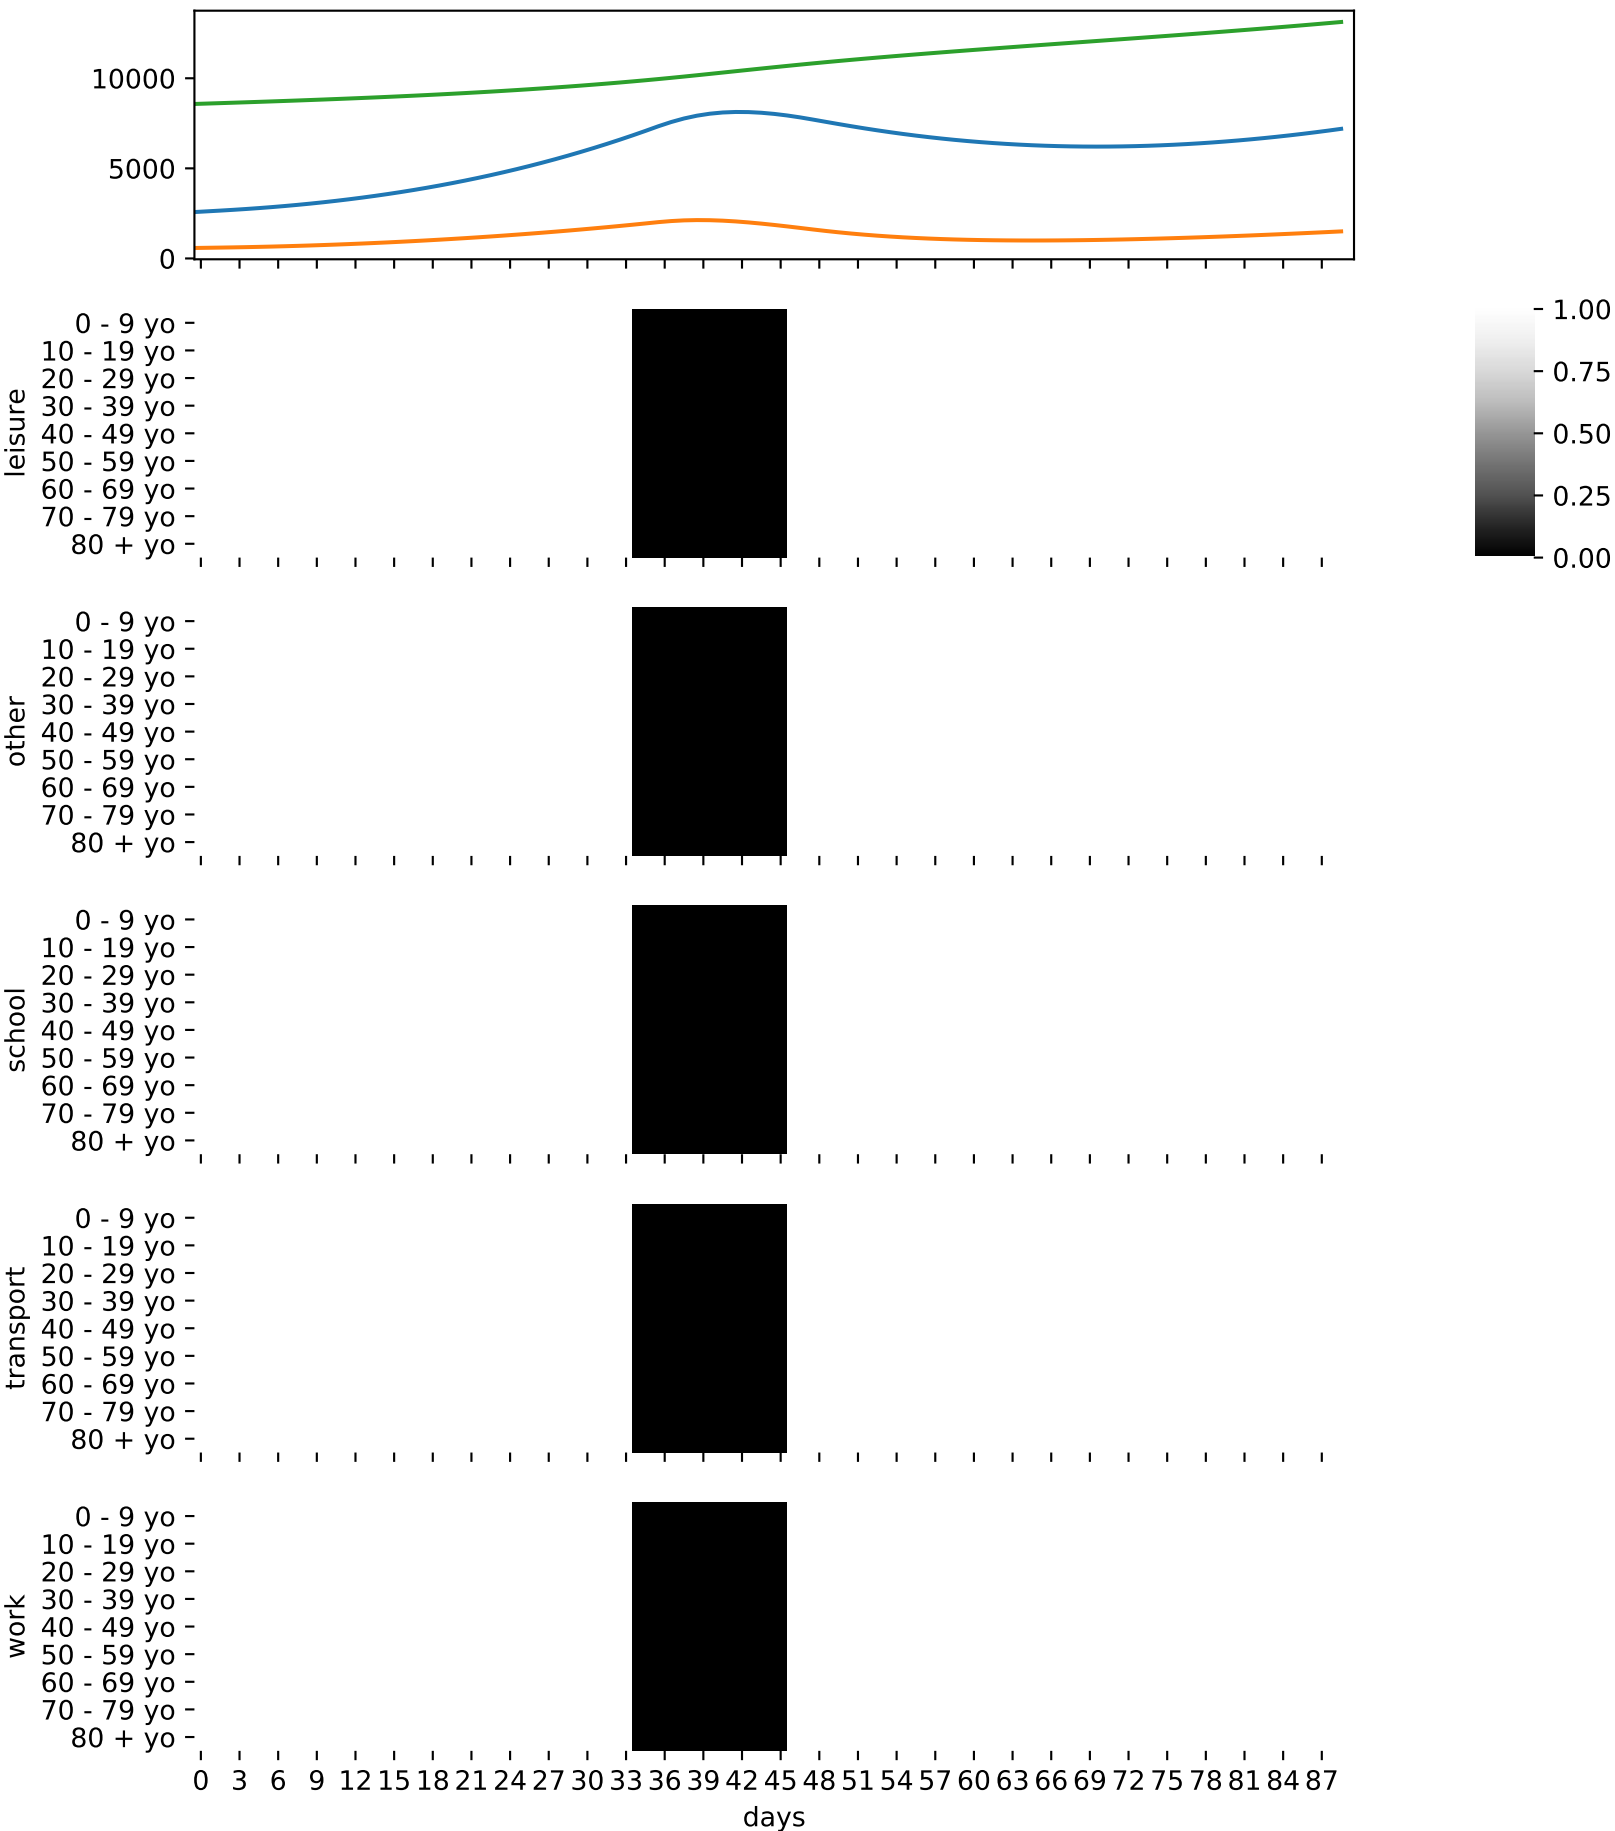 10000
5000
0
leisure
0 - 9 yo
10 - 19 yo
20 - 29 yo
30 - 39 yo
40 - 49 yo
50 - 59 yo
60 - 69 yo
70 - 79 yo
80 + yo
1.00
0.75
0.50
0.25
0.00
other
0 - 9 yo
10 - 19 yo
20 - 29 yo
30 - 39 yo
40 - 49 yo
50 - 59 yo
60 - 69 yo
70 - 79 yo
80 + yo
school
0 - 9 yo
10 - 19 yo
20 - 29 yo
30 - 39 yo
40 - 49 yo
50 - 59 yo
60 - 69 yo
70 - 79 yo
80 + yo
transport
0 - 9 yo
10 - 19 yo
20 - 29 yo
30 - 39 yo
40 - 49 yo
50 - 59 yo
60 - 69 yo
70 - 79 yo
80 + yo
work
0 - 9 yo
10 - 19 yo
20 - 29 yo
30 - 39 yo
40 - 49 yo
50 - 59 yo
60 - 69 yo
70 - 79 yo
80 + yo
0 3 6 9 12 15 18 21 24 27 30 33 36 39 42 45 48 51 54 57 60 63 66 69 72 75 78 81 84 87
days